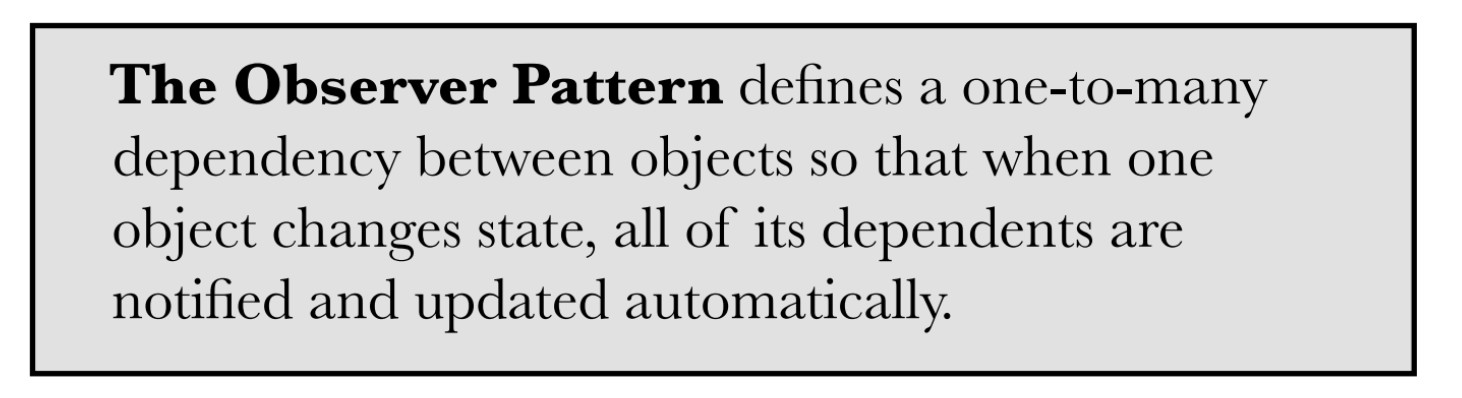 The Observer Pattern defines a one-to-many
dependency between objects so that when one
object changes state, all of its dependents are
notified and updated automatically.